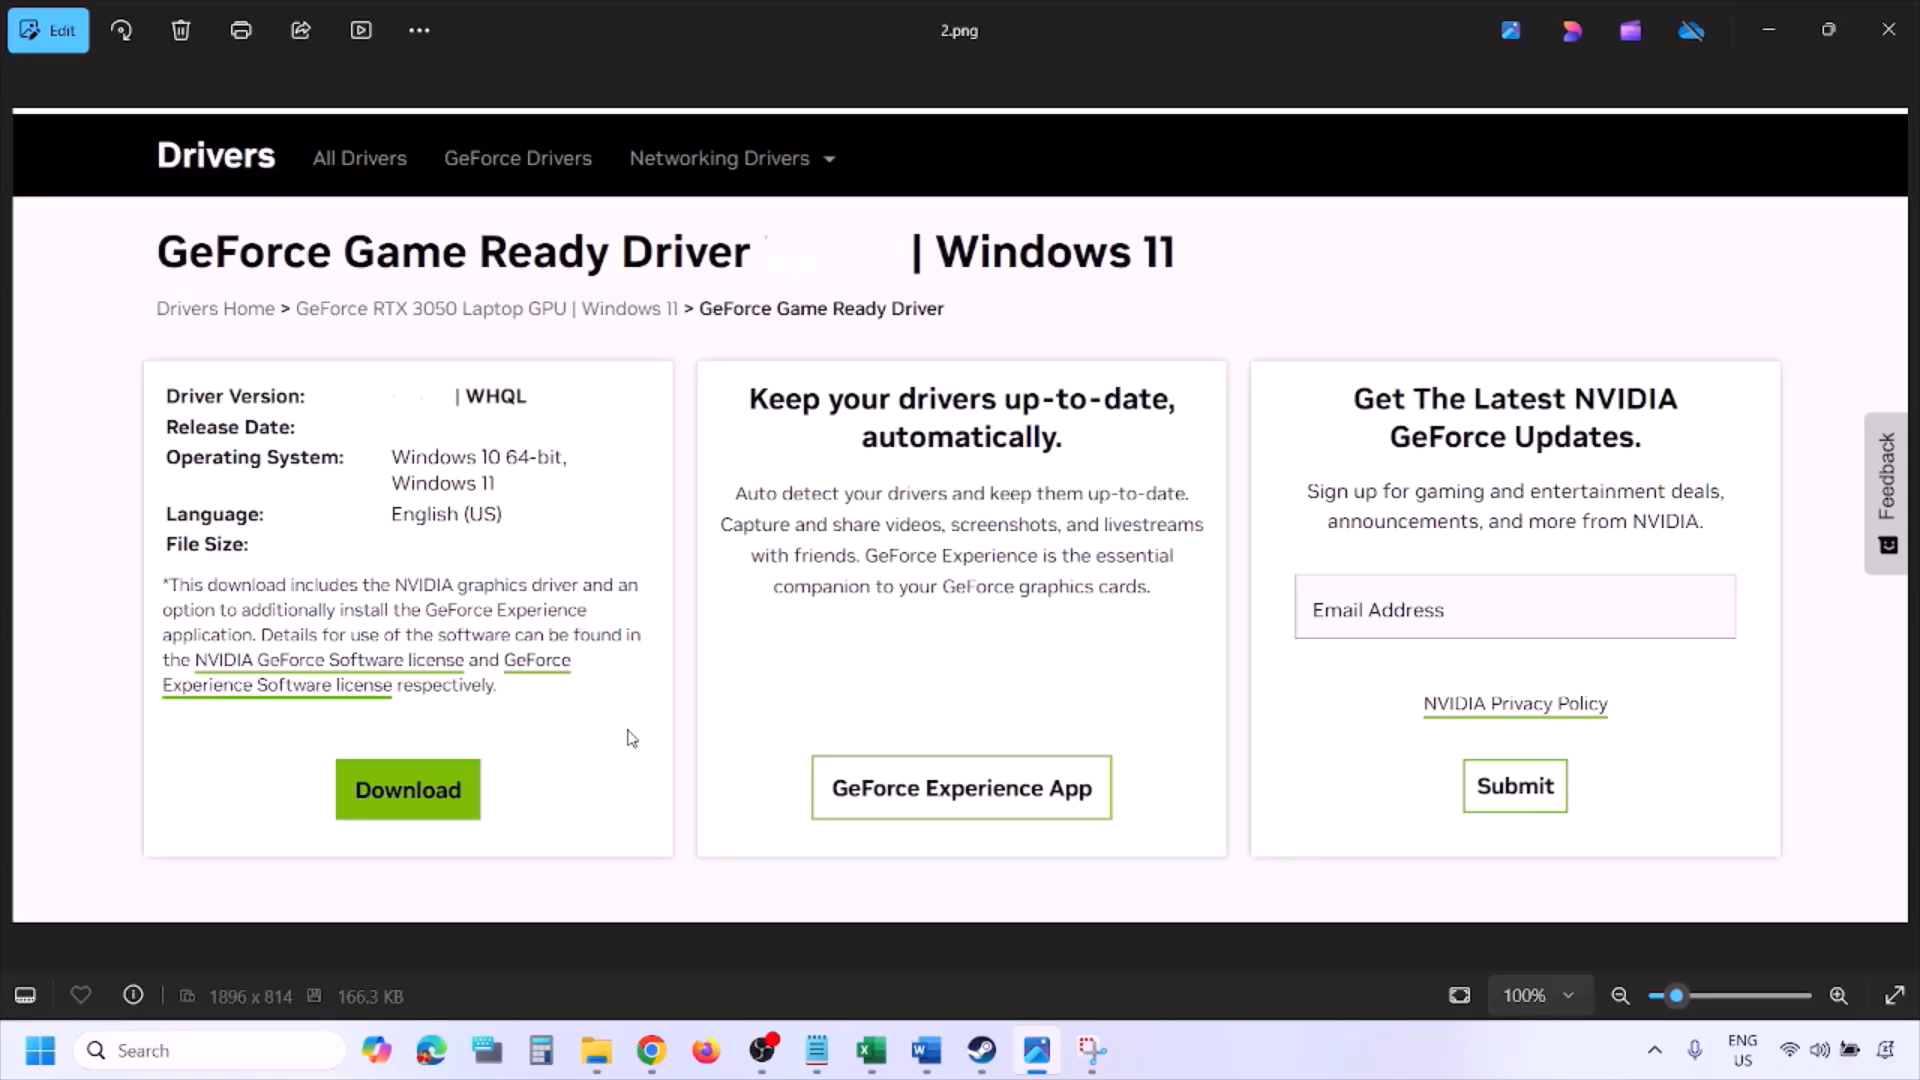 Edit
2.png
Drivers All Drivers GeForce Drivers Networking Drivers
GeForce Game Ready Driver | Windows 11
Drivers Home > GeForce RTX 3050 Laptop GPU | Windows 11 > GeForce Game Ready Driver
Driver Version: | WHQL
Release Date:
Operating System: Windows 10 64-bit,
Windows 11
Language: English (US)
File Size:
*This download includes the NVIDIA graphics driver and an
option to additionally install the GeForce Experience
application. Details for use of the software can be found in
the NVIDIA GeForce Software license and GeForce
Experience Software license respectively.
Download
Keep your drivers up-to-date,
automatically.
Auto detect your drivers and keep them up-to-date.
Capture and share videos, screenshots, and livestreams
with friends. GeForce Experience is the essential
companion to your GeForce graphics cards.
GeForce Experience App
Get The Latest NVIDIA
GeForce Updates.
Sign up for gaming and entertainment deals,
announcements, and more from NVIDIA.
Email Address
NVIDIA Privacy Policy
Submit
Feedback
1896 x 814 166.3 KB
100%
Search
ENG
US